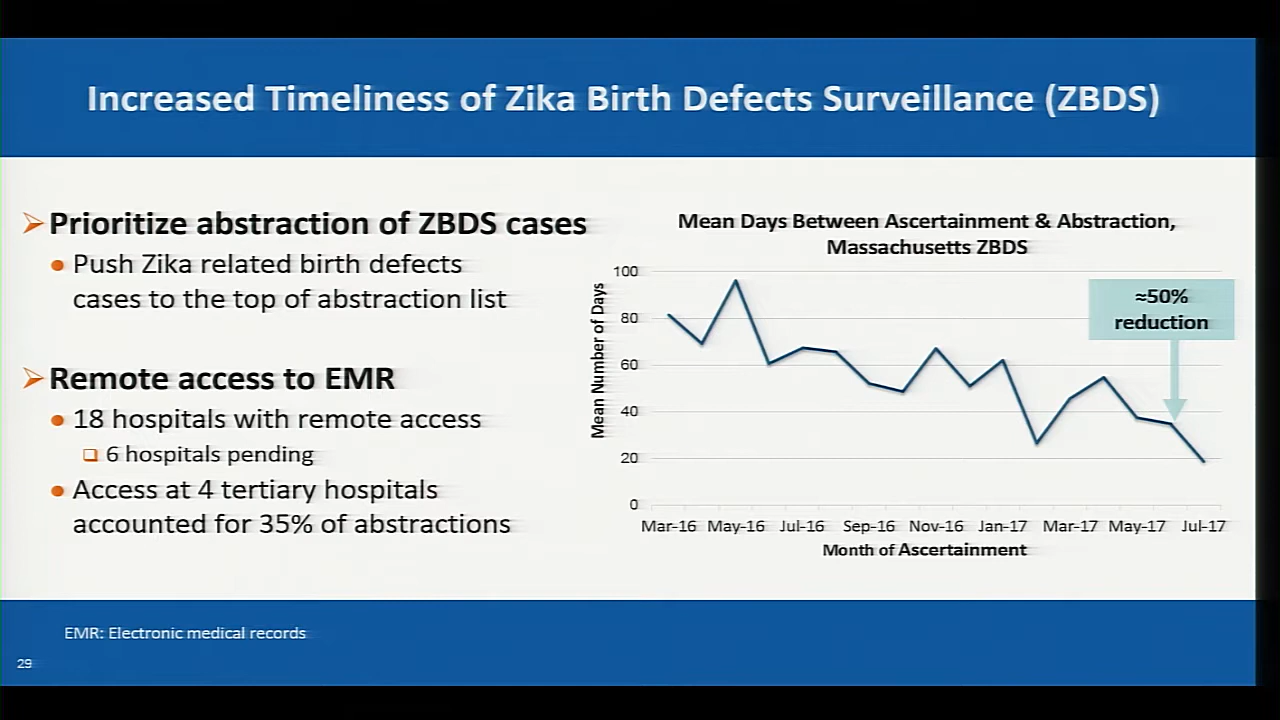 Increased Timeliness of Zika Birth Defects Surveillance (ZBDS)
Prioritize abstraction of ZBDS cases
Push Zika related birth defects
cases to the top of abstraction list
Remote access to EMR
18 hospitals with remote access
6 hospitals pending
Access at 4 tertiary hospitals
accounted for 35% of abstractions
Mean Days Between Ascertainment & Abstraction,
Massachusetts ZBDS
Mean Number of Days
100
80
60
40
20
0
≈50%
reduction
Mar-16 May-16 Jul-16 Sep-16 Nov-16 Jan-17 Mar-17 May-17 Jul-17
Month of Ascertainment
EMR: Electronic medical records
29